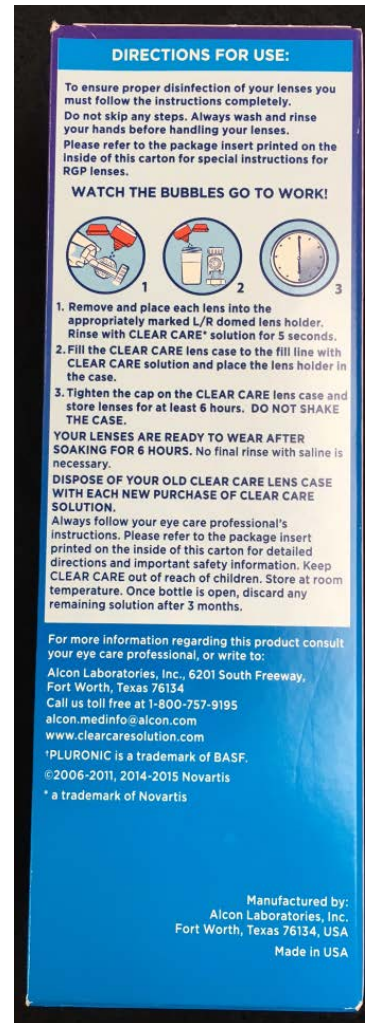 DIRECTIONS FOR USE:
To ensure proper disinfection of your lenses you
must follow the instructions completely.
Do not skip any steps. Always wash and rinse
your hands before handling your lenses.
Please refer to the package insert printed on the
inside of this carton for special instructions for
RGP lenses.
WATCH THE BUBBLES GO TO WORK!
1 2 3
1. Remove and place each lens into the
appropriately marked L/R domed lens holder.
Rinse with CLEAR CARE* solution for 5 seconds.
2. Fill the CLEAR CARE lens case to the fill line with
CLEAR CARE solution and place the lens holder in
the case.
3. Tighten the cap on the CLEAR CARE lens case and
store lenses for at least 6 hours. DO NOT SHAKE
THE CASE.
YOUR LENSES ARE READY TO WEAR AFTER
SOAKING FOR 6 HOURS. No final rinse with saline is
necessary.
DISPOSE OF YOUR OLD CLEAR CARE LENS CASE
WITH EACH NEW PURCHASE OF CLEAR CARE
SOLUTION.
Always follow your eye care professional's
instructions. Please refer to the package insert
printed on the inside of this carton for detailed
directions and important safety information. Keep
CLEAR CARE out of reach of children. Store at room
temperature. Once bottle is open, discard any
remaining solution after 3 months.
For more information regarding this product consult
your eye care professional, or write to:
Alcon Laboratories, Inc., 6201 South Freeway,
Fort Worth, Texas 76134
Call us toll free at 1-800-757-9195
alcon.medinfo@alcon.com
www.clearcaresolution.com
†PLURONIC is a trademark of BASF.
©2006-2011, 2014-2015 Novartis
* a trademark of Novartis
Manufactured by:
Alcon Laboratories, Inc.
Fort Worth, Texas 76134, USA
Made in USA